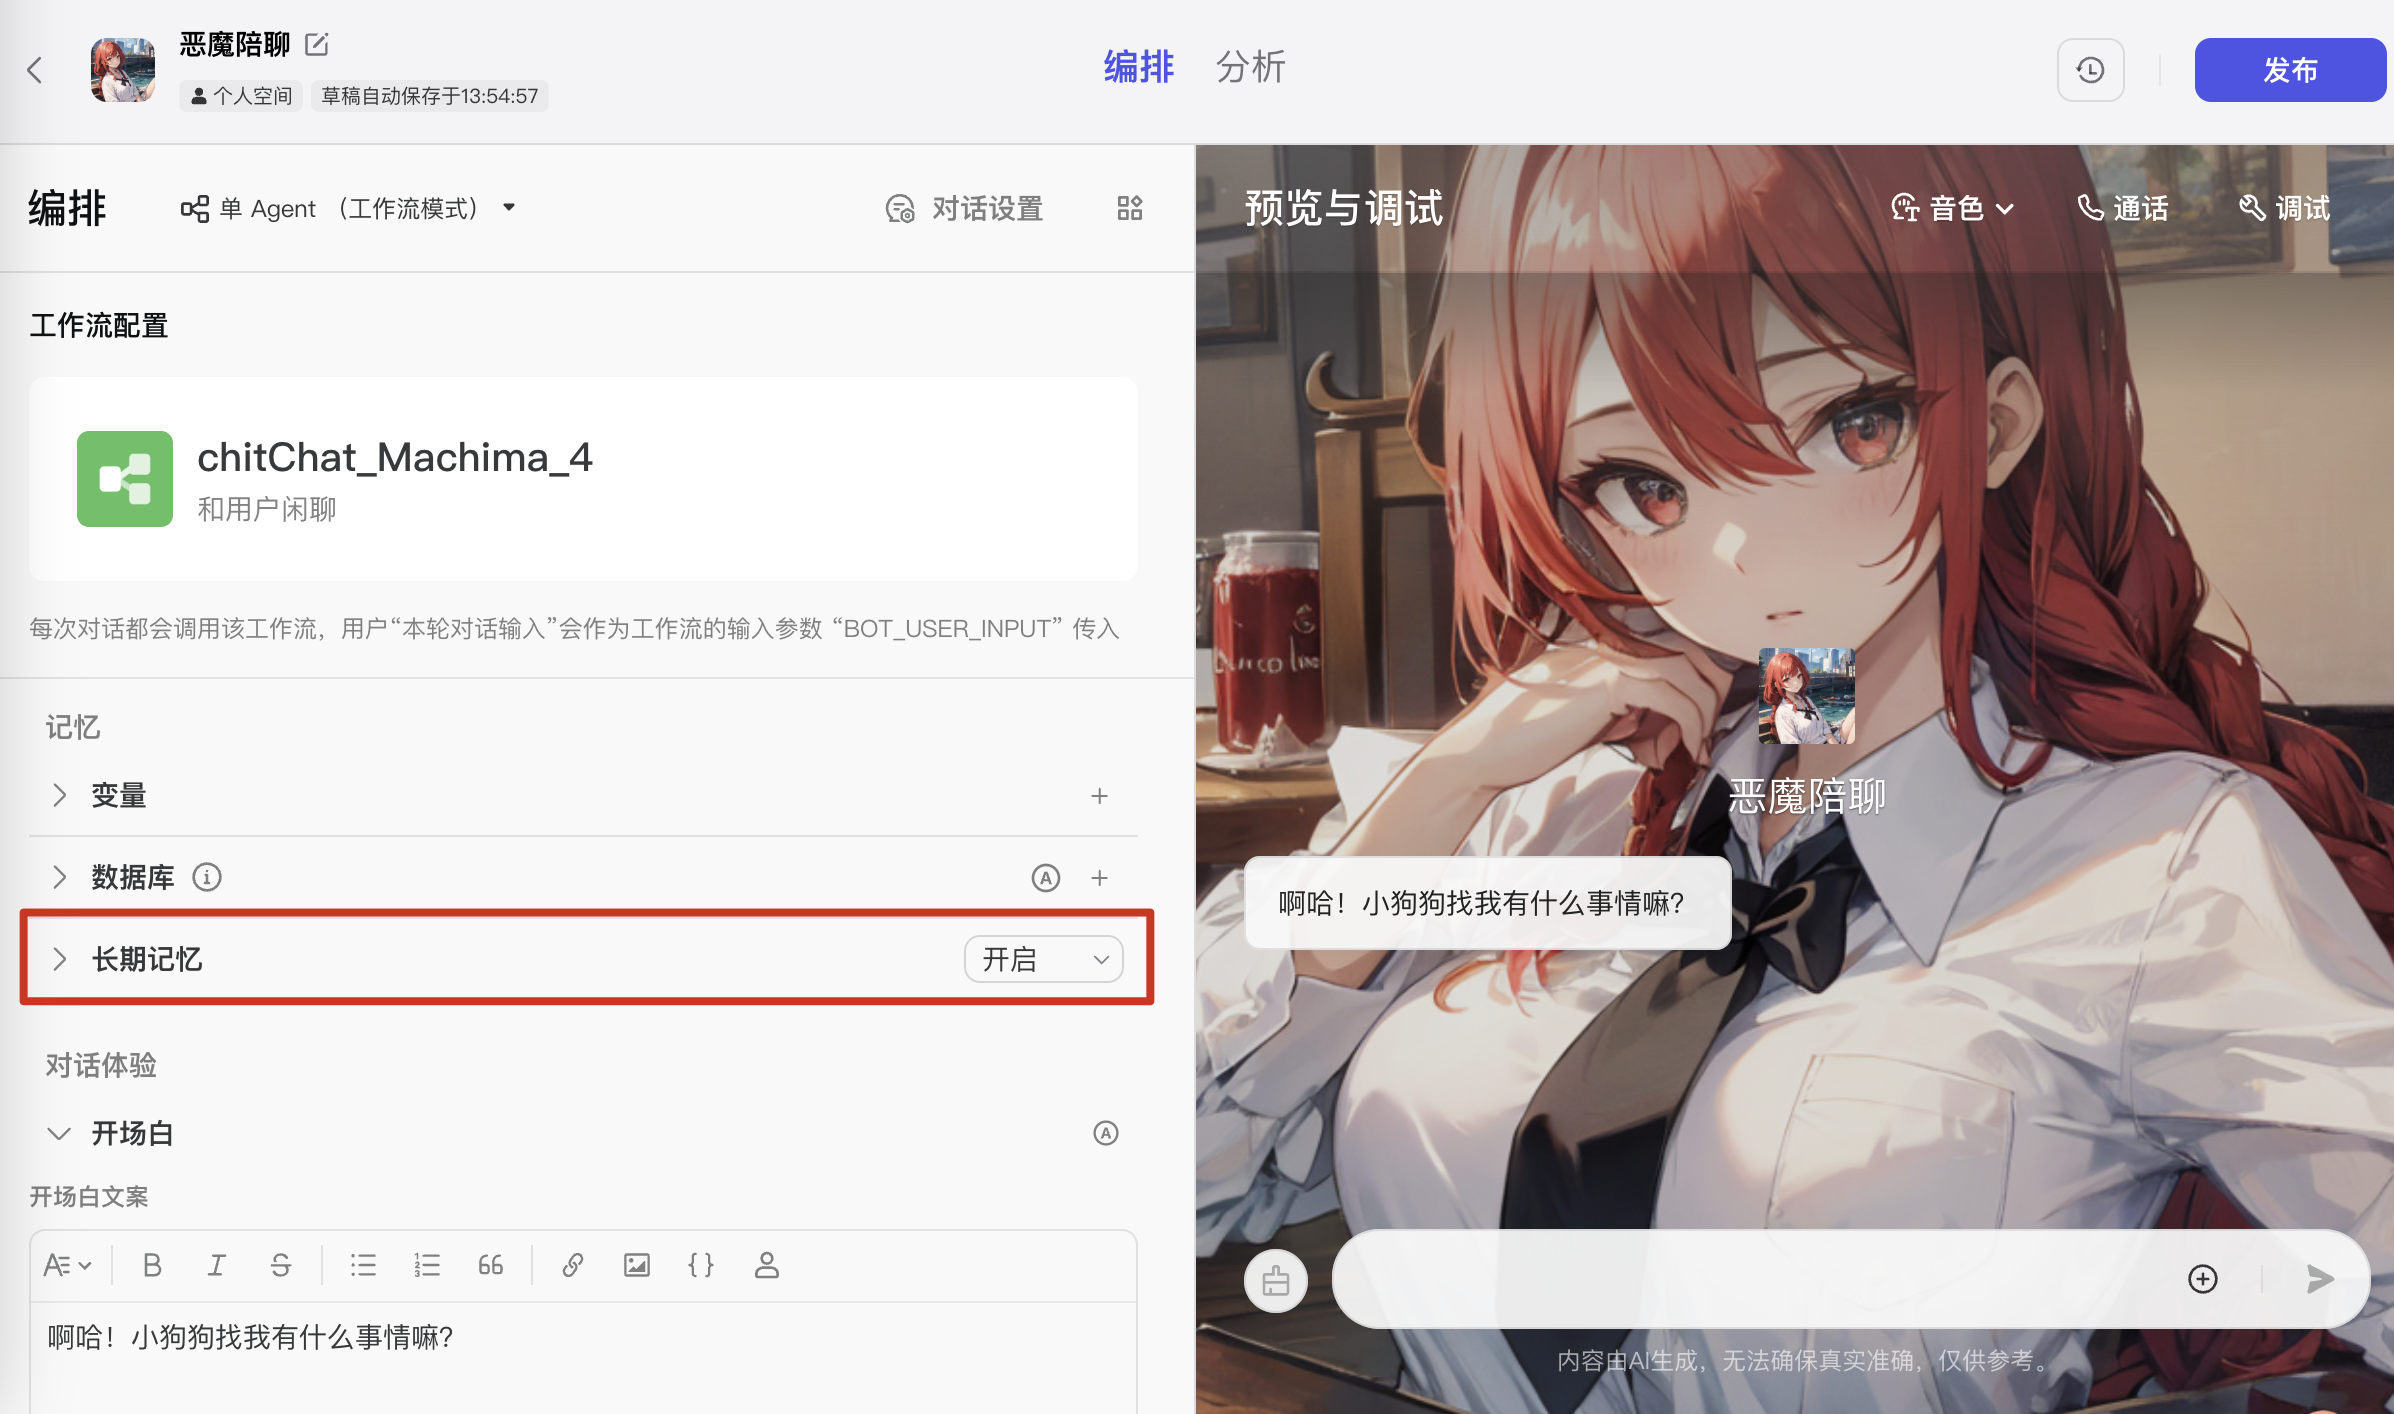 恶魔陪聊
个人空间
草稿自动保存于13:54:57
编排
分析
发布
编排
单 Agent （工作流模式）
对话设置
预览与调试
音色
通话
调试
工作流配置
chitChat_Machima_4
和用户闲聊
每次对话都会调用该工作流，用户“本轮对话输入”会作为工作流的输入参数 “BOT_USER_INPUT” 传入
记忆
变量
数据库
长期记忆
开启
对话体验
开场白
开场白文案
啊哈！小狗狗找我有什么事情嘛?
恶魔陪聊
啊哈！小狗狗找我有什么事情嘛?
内容由AI生成，无法确保真实准确，仅供参考。